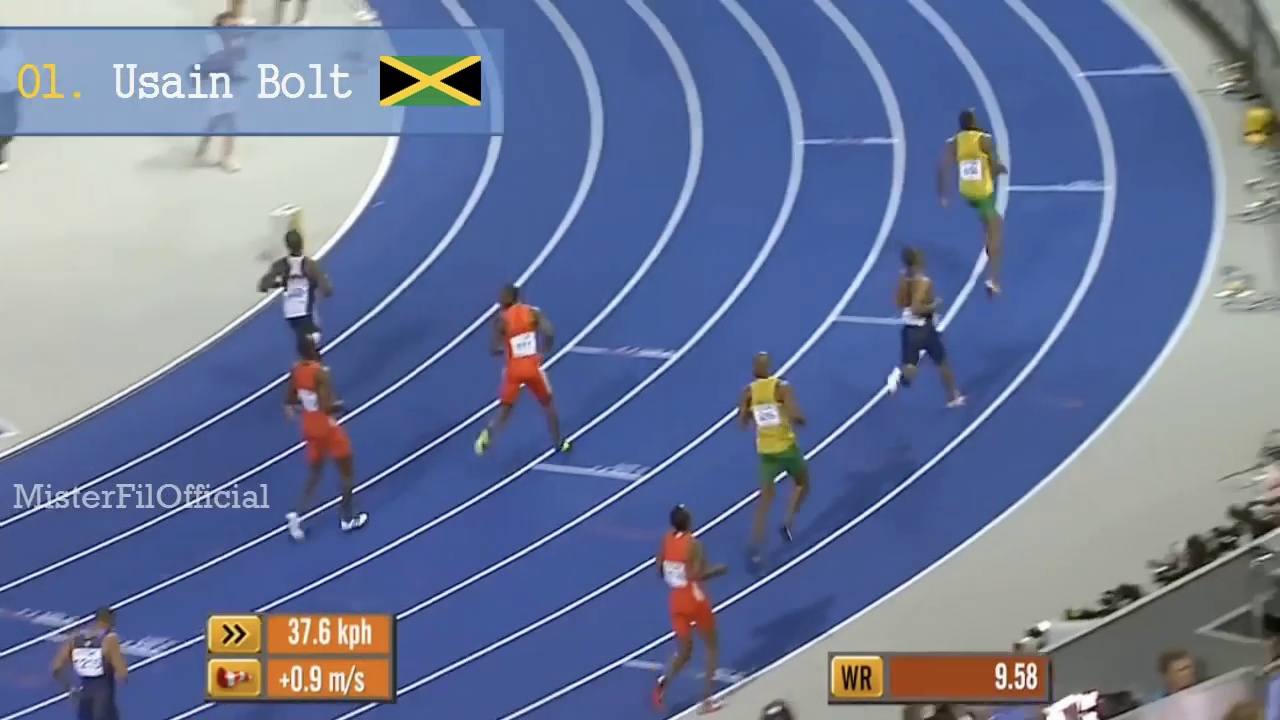 01. Usain Bolt
MisterFilOfficial
37.6 kph
+0.9 m/s
WR 9.58